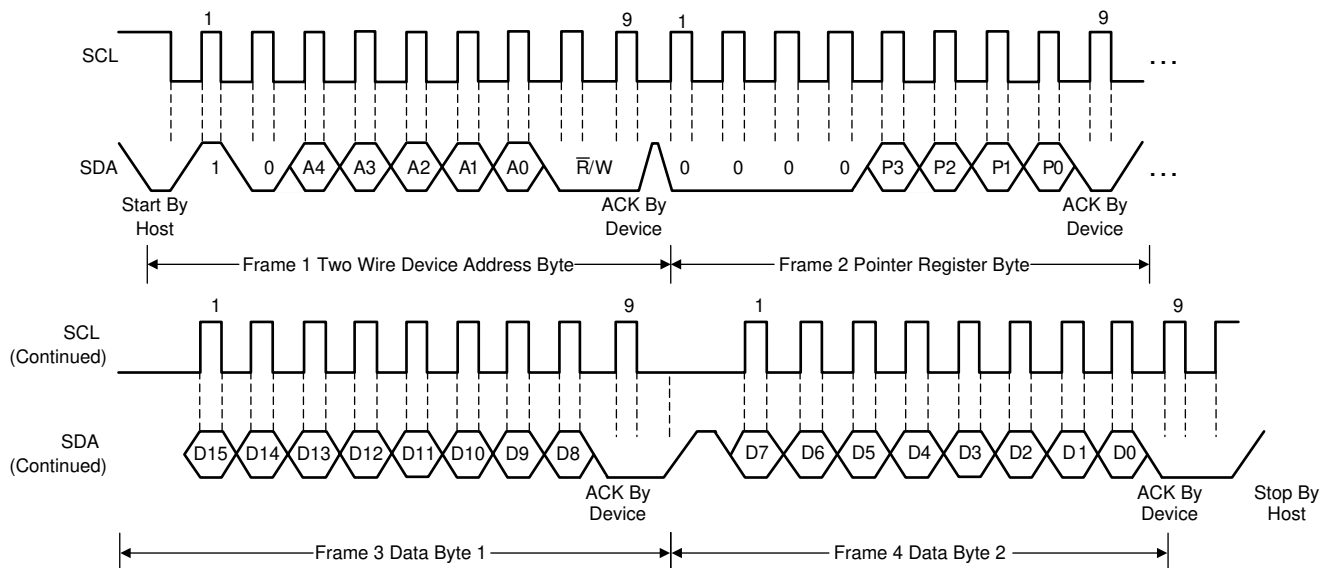 1 9 1 9
SCL
...
SDA 1 0 A4 A3 A2 A1 A0 R̅/W 0 0 0 0 P3 P2 P1 P0 ...
Start By
Host
ACK By
Device
ACK By
Device
Frame 1 Two Wire Device Address Byte
Frame 2 Pointer Register Byte
1 9 1 9
SCL
(Continued)
SDA
(Continued)
D15 D14 D13 D12 D11 D10 D9 D8 D7 D6 D5 D4 D3 D2 D1 D0
ACK By
Device
ACK By
Device
Stop By
Host
Frame 3 Data Byte 1
Frame 4 Data Byte 2